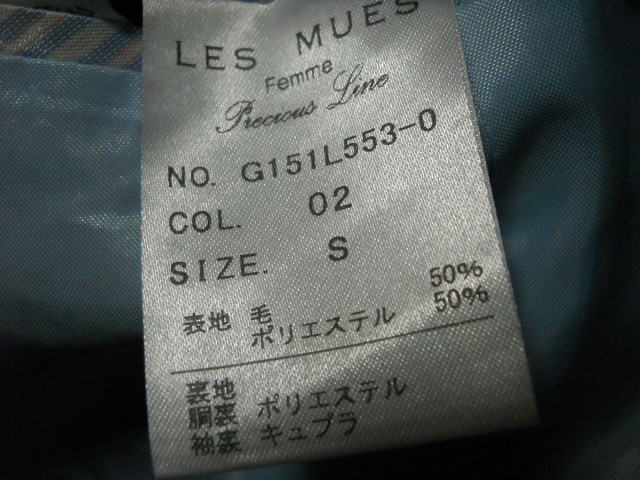 LES MUES
Femme
Precious Line
NO. G151L553-0
COL. 02
SIZE. S
表地 毛 50%
ポリエステル 50%
裏地
胴裏 ポリエステル
袖裏 キュプラ